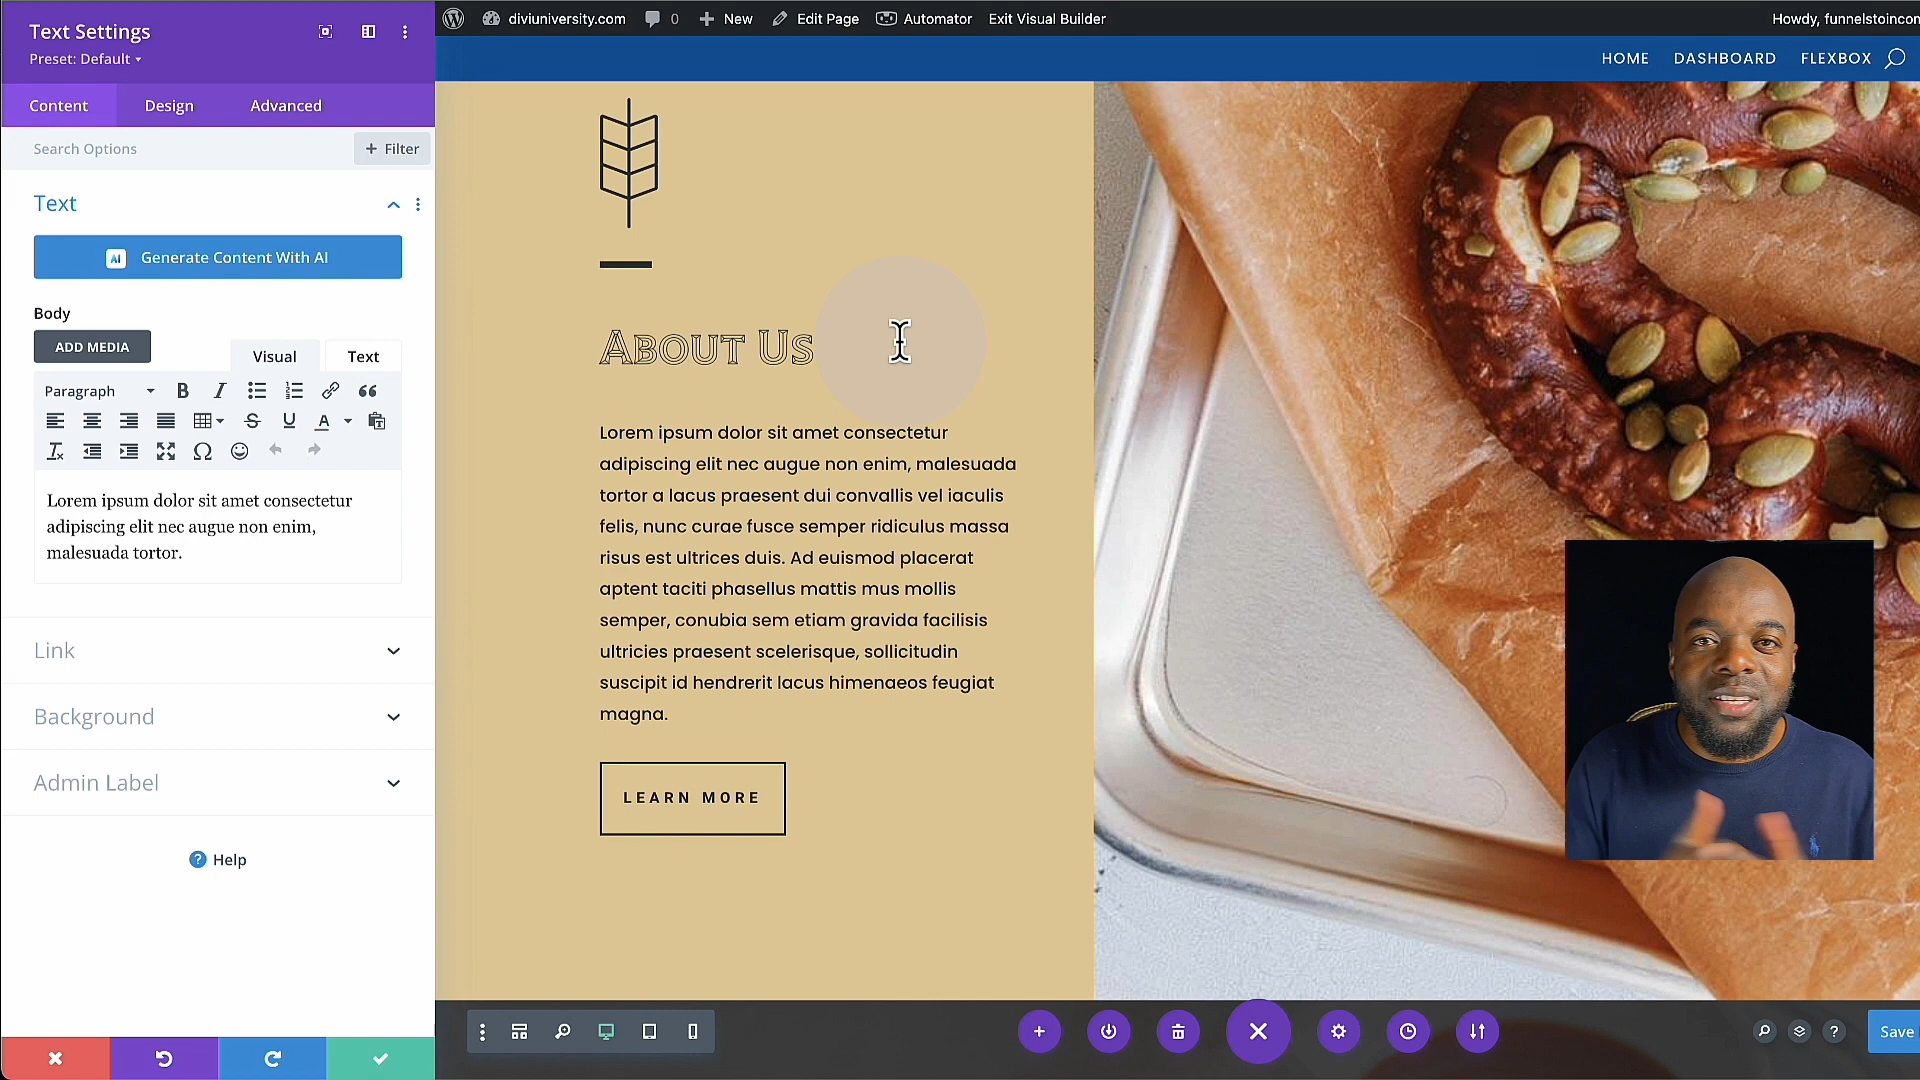 Text Settings
Preset: Default
Content
Design
Advanced
Search Options
+ Filter
Text
AI Generate Content With AI
Body
ADD MEDIA
Visual
Text
Paragraph
Lorem ipsum dolor sit amet consectetur
adipiscing elit nec augue non enim,
malesuada tortor.
Link
Background
Admin Label
Help
diviuniversity.com
0
New
Edit Page
Automator
Exit Visual Builder
Howdy, funnelstoincon
HOME
DASHBOARD
FLEXBOX
About Us
Lorem ipsum dolor sit amet consectetur
adipiscing elit nec augue non enim, malesuada
tortor a lacus praesent dui convallis vel iaculis
felis, nunc curae fusce semper ridiculus massa
risus est ultrices duis. Ad euismod placerat
aptent taciti phasellus mattis mus mollis
semper, conubia sem etiam gravida facilisis
ultricies praesent scelerisque, sollicitudin
suscipit id hendrerit lacus himenaeos feugiat
magna.
LEARN MORE
Save